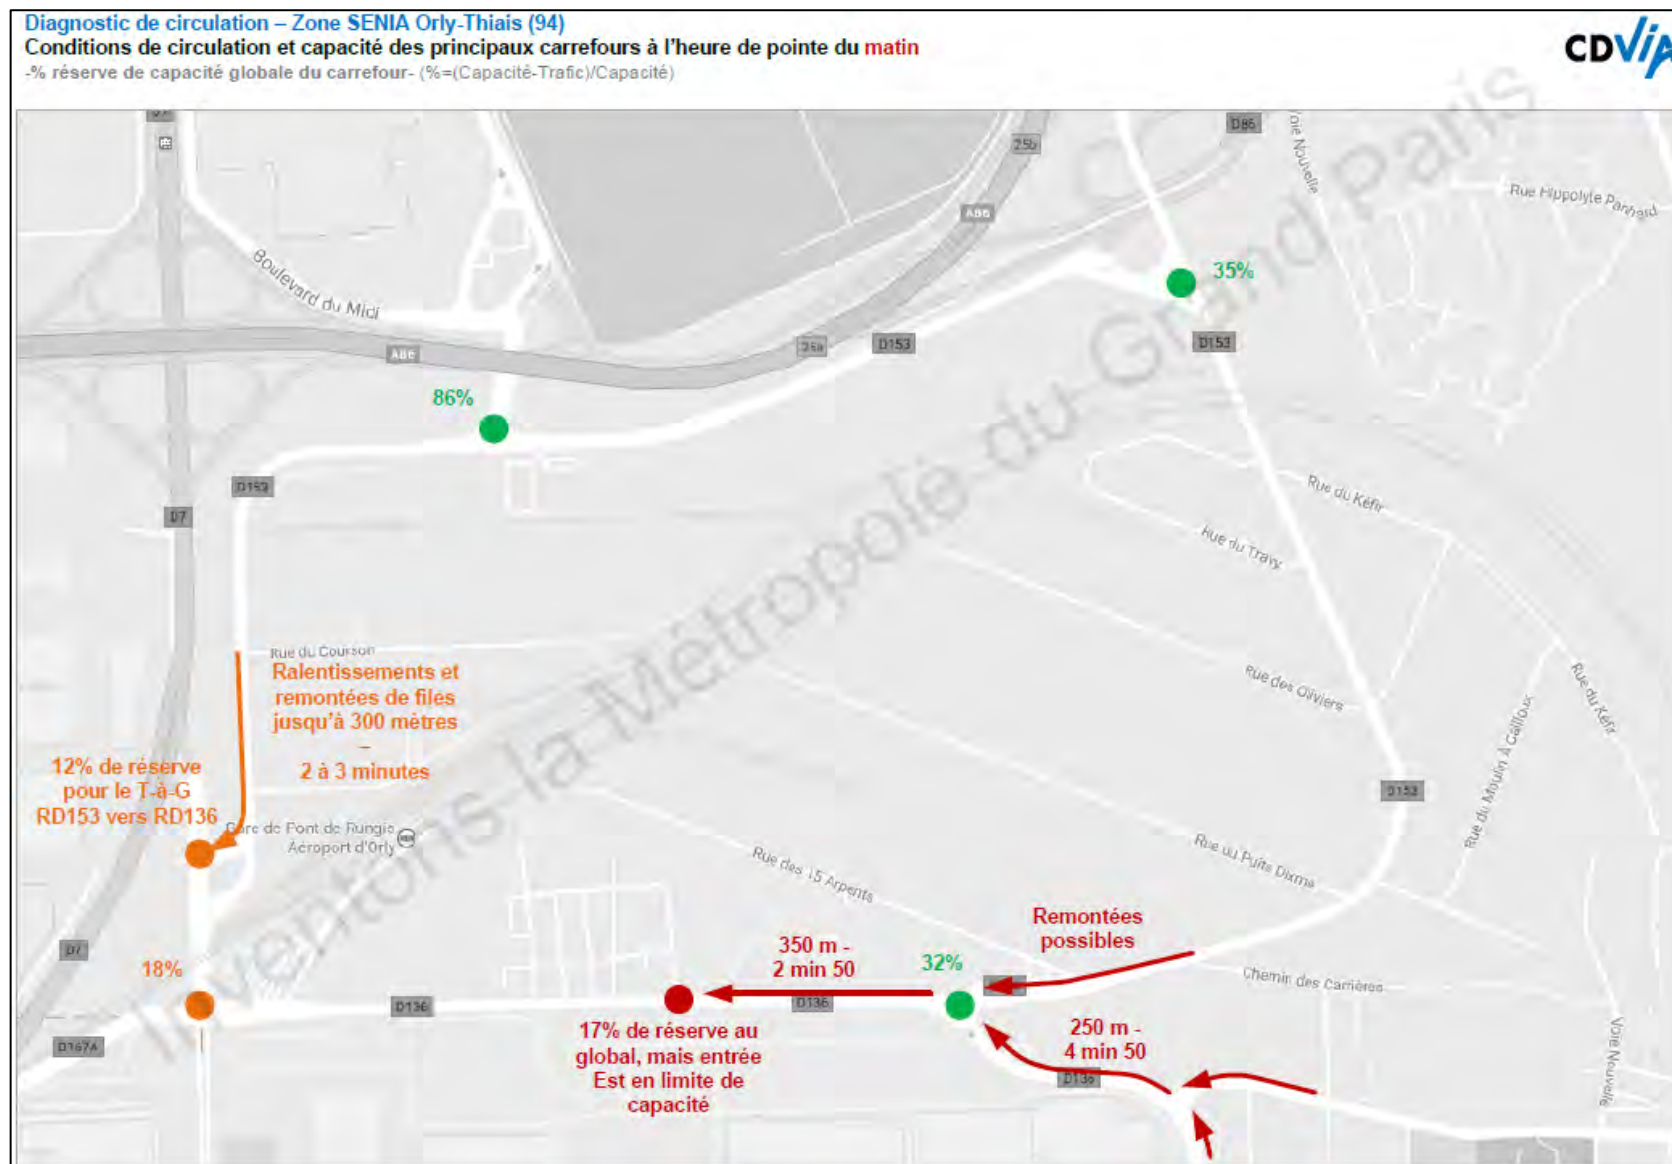 Diagnostic de circulation – Zone SENIA Orly-Thiais (94)
Conditions de circulation et capacité des principaux carrefours à l'heure de pointe du matin
-% réserve de capacité globale du carrefour- (%=(Capacité-Trafic)/Capacité)
CDVIA
D7
25b
D86
Voie Nouvelle
Rue Hippolyte Panhard
A86
Boulevard du Midi
35%
A86
25a
D153
D153
86%
D153
D7
Rue du Kéfir
Rue du Travy
Rue du Courson
Ralentissements et
remontées de files
jusqu'à 300 mètres
–
2 à 3 minutes
Rue des Oliviers
Rue du Kéfir
Rue du Moulin À Cailloux
12% de réserve
pour le T-à-G
RD153 vers RD136
D153
Gare de Pont de Rungis
Aéroport d'Orly
Rue des 15 Arpents
Rue du Puits Dixme
Remontées
possibles
D7
18%
350 m -
2 min 50
32%
Chemin des Carrières
D136
D136
D167A
17% de réserve au
global, mais entrée
Est en limite de
capacité
250 m -
4 min 50
D136
Voie Nouvelle
Inventons la Métropole du Grand Paris